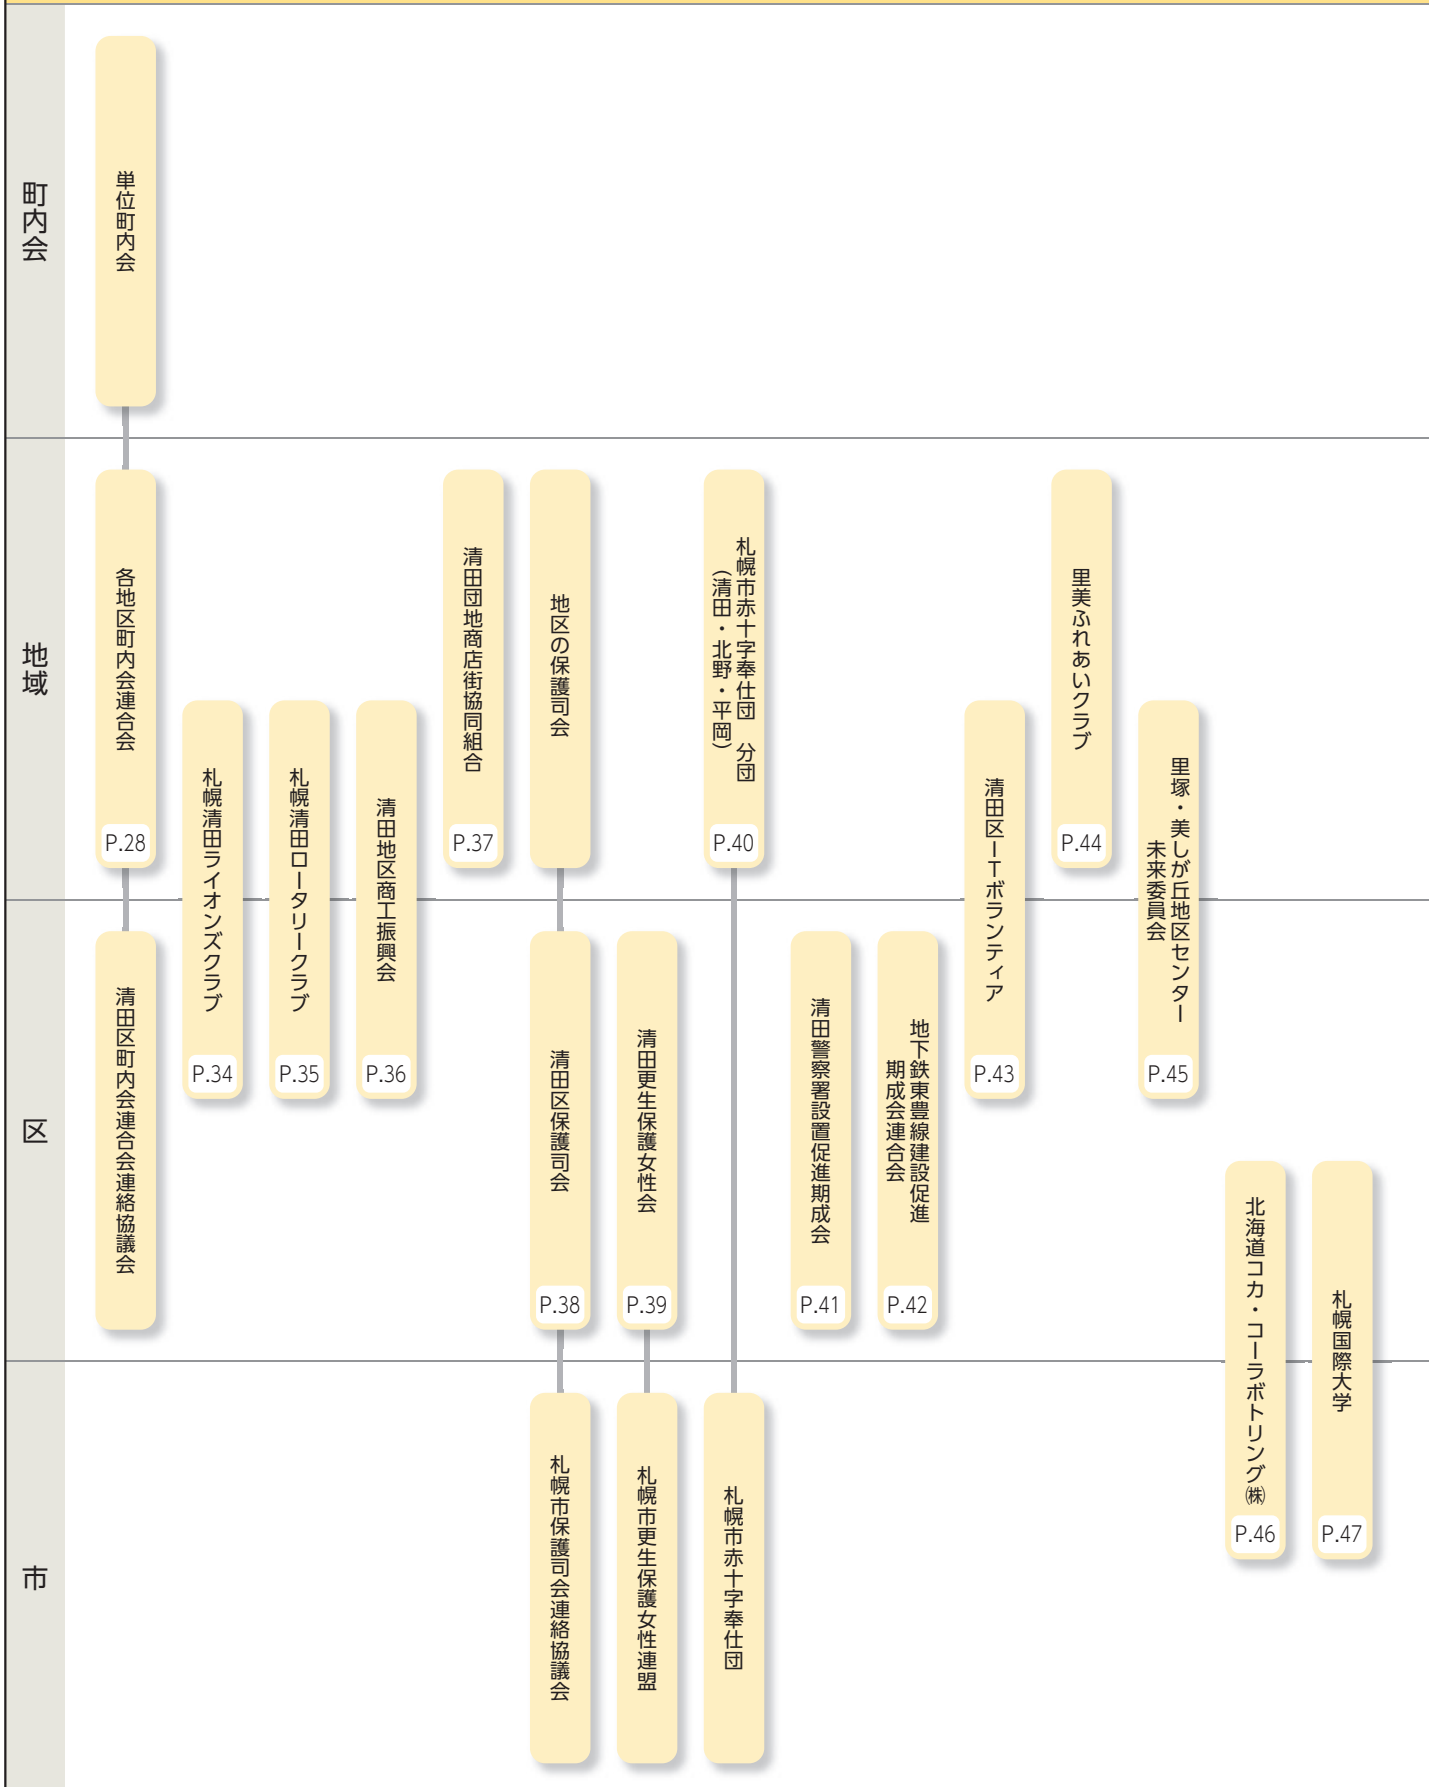 町内会
単位町内会
地域
各地区町内会連合会
P.28
札幌清田ライオンズクラブ
P.34
札幌清田ロータリークラブ
P.35
清田地区商工振興会
P.36
清田団地商店街協同組合
P.37
地区の保護司会
札幌市赤十字奉仕団　分団
（清田・北野・平岡）
P.40
清田区ITボランティア
P.43
里美ふれあいクラブ
P.44
里塚・美しが丘地区センター
未来委員会
P.45
区
清田区町内会連合会連絡協議会
清田区保護司会
P.38
清田更生保護女性会
P.39
清田警察署設置促進期成会
P.41
地下鉄東豊線建設促進
期成会連合会
P.42
北海道コカ・コーラボトリング㈱
P.46
札幌国際大学
P.47
市
札幌市保護司会連絡協議会
札幌市更生保護女性連盟
札幌市赤十字奉仕団